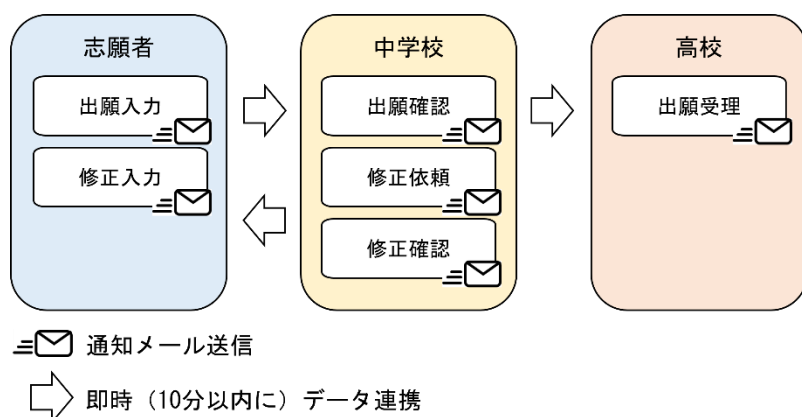 志願者
出願入力
修正入力
中学校
出願確認
修正依頼
修正確認
高校
出願受理
通知メール送信
即時（10分以内に）データ連携